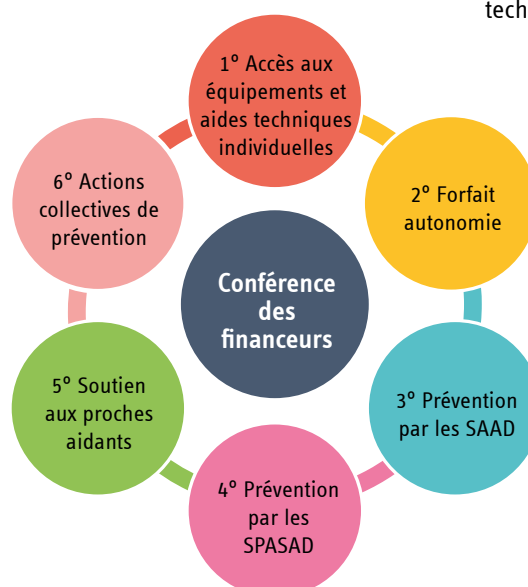 tech
1° Accès aux
équipements et
aides techniques
individuelles
2° Forfait
autonomie
3° Prévention
par les SAAD
4° Prévention
par les
SPASAD
5° Soutien
aux proches
aidants
6° Actions
collectives de
prévention
Conférence
des
financeurs